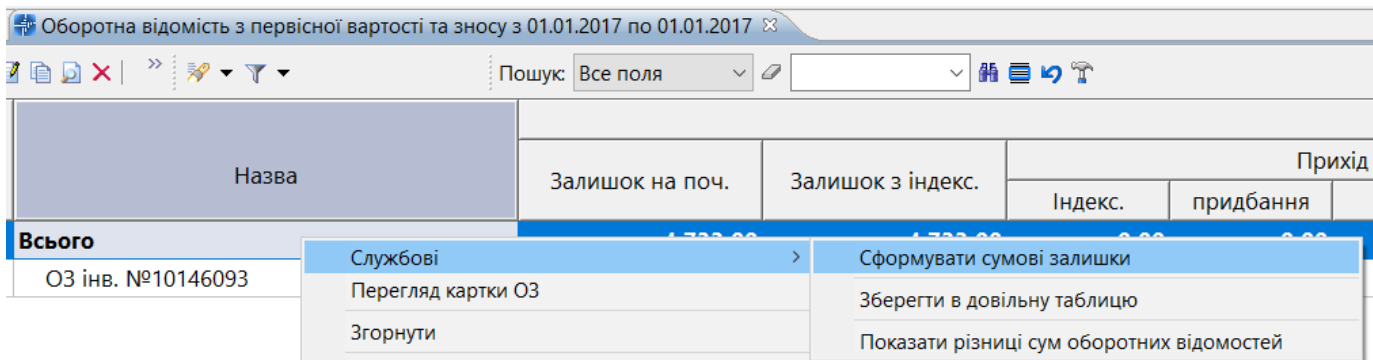 Оборотна відомість з первісної вартості та зносу з 01.01.2017 по 01.01.2017
Пошук: Все поля
Назва
Залишок на поч.
Залишок з індекс.
Прихід
Індекс.
придбання
Всього
ОЗ інв. №10146093
Службові
Сформувати сумові залишки
Перегляд картки ОЗ
Зберегти в довільну таблицю
Згорнути
Показати різниці сум оборотних відомостей